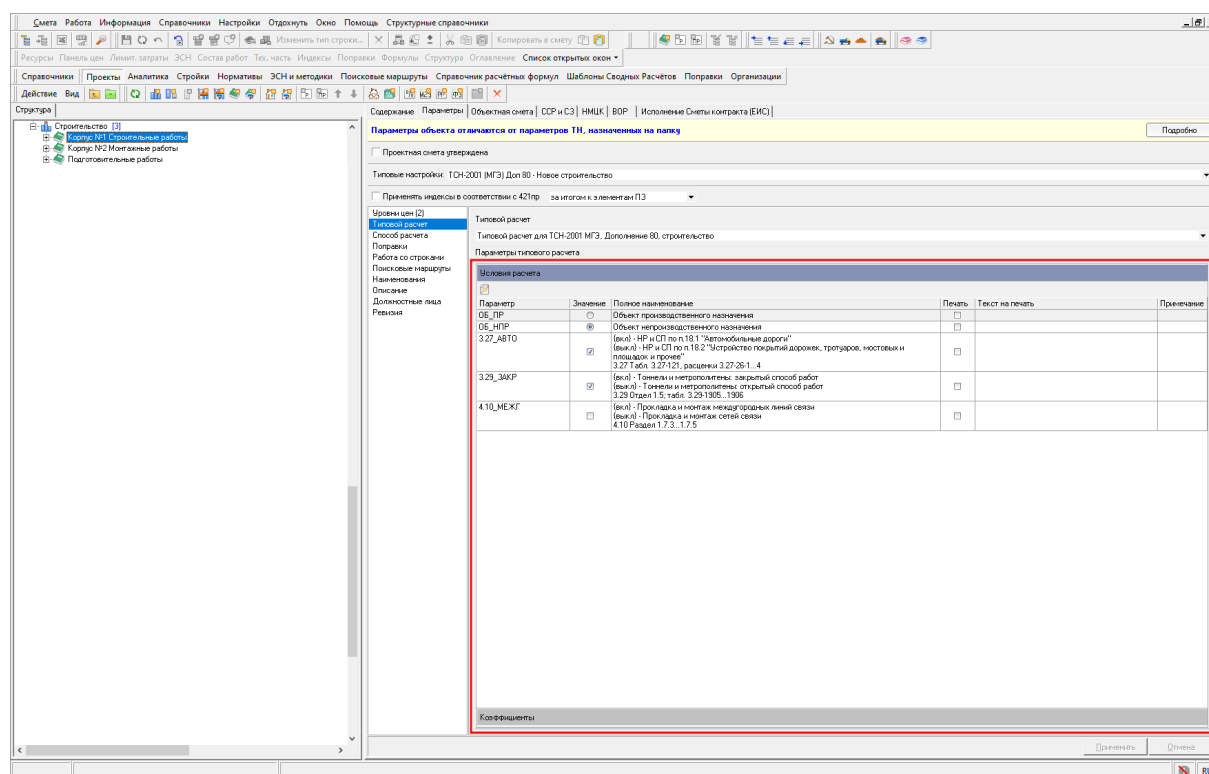 Смета Работа Информация Справочники Настройки Отдохнуть Окно Помощь Структурные справочники
Изменить тип строки... Копировать в смету
Ресурсы Панель цен Лимит. затраты ЭСН Состав работ Тех. часть Индексы Поправки Формулы Структура Оглавление Список открытых окон
Справочники Проекты Аналитика Стройки Нормативы ЭСН и методики Поисковые маршруты Справочник расчётных формул Шаблоны Сводных Расчётов Поправки Организации
Действие Вид
Структура
Строительство [3]
Корпус №1 Строительные работы
Корпус №2 Монтажные работы
Подготовительные работы
Содержание Параметры Объектная смета ССР и СЗ НМЦК ВОР Исполнение Сметы контракта (ЕИС)
Параметры объекта отличаются от параметров ТН, назначенных на папку Подробно
Проектная смета утверждена
Типовые настройки: ТСН-2001 (МГЭ) Доп 80 - Новое строительство
Применять индексы в соответствии с 421пр за итогом к элементам ПЗ
Уровни цен (2)
Типовой расчет
Способ расчета
Поправки
Работа со строками
Поисковые маршруты
Наименования
Описание
Должностные лица
Ревизия
Типовой расчет
Типовой расчет для ТСН-2001 МГЭ, Дополнение 80, строительство
Параметры типового расчета
Условия расчета
Параметр Значение Полное наименование Печать Текст на печать Примечание
ОБ_ПР Объект производственного назначения
ОБ_НПР Объект непроизводственного назначения
3.27_АВТО {вкл} - НР и СП по п.18.1 "Автомобильные дороги"
{выкл} - НР и СП по п.18.2 "Устройство покрытий дорожек, тротуаров, мостовых и
площадок и прочее"
3.27 Табл. 3.27-121, расценки 3.27-26-1...4
3.29_ЗАКР {вкл} - Тоннели и метрополитены: закрытый способ работ
{выкл} - Тоннели и метрополитены: открытый способ работ
3.29 Отдел 1.5; табл. 3.29-1905...1906
4.10_МЕЖГ {вкл} - Прокладка и монтаж междугородных линий связи
{выкл} - Прокладка и монтаж сетей связи
4.10 Раздел 1.7.3...1.7.5
Коэффициенты
Применить Отмена
RU